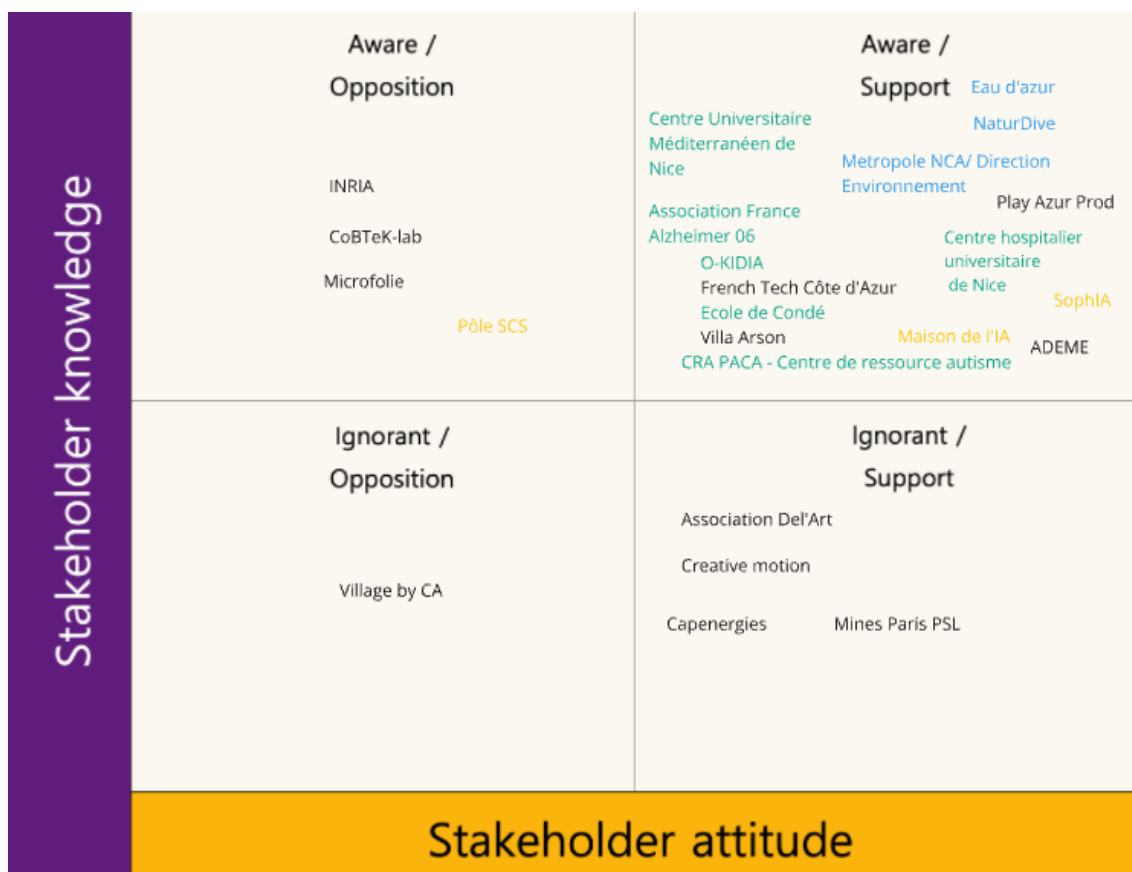 Stakeholder knowledge
Aware /
Opposition
INRIA
CoBTeK-lab
Microfolie
Pôle SCS
Aware /
Support
Eau d'azur
NaturDive
Centre Universitaire
Méditerranéen de
Nice
Metropole NCA/ Direction
Environnement
Play Azur Prod
Association France
Alzheimer 06
Centre hospitalier
universitaire
de Nice
O-KIDIA
French Tech Côte d'Azur
SophIA
Ecole de Condé
Villa Arson
Maison de l'IA
ADEME
CRA PACA - Centre de ressource autisme
Ignorant /
Opposition
Village by CA
Ignorant /
Support
Association Del'Art
Creative motion
Capenergies
Mines Paris PSL
Stakeholder attitude